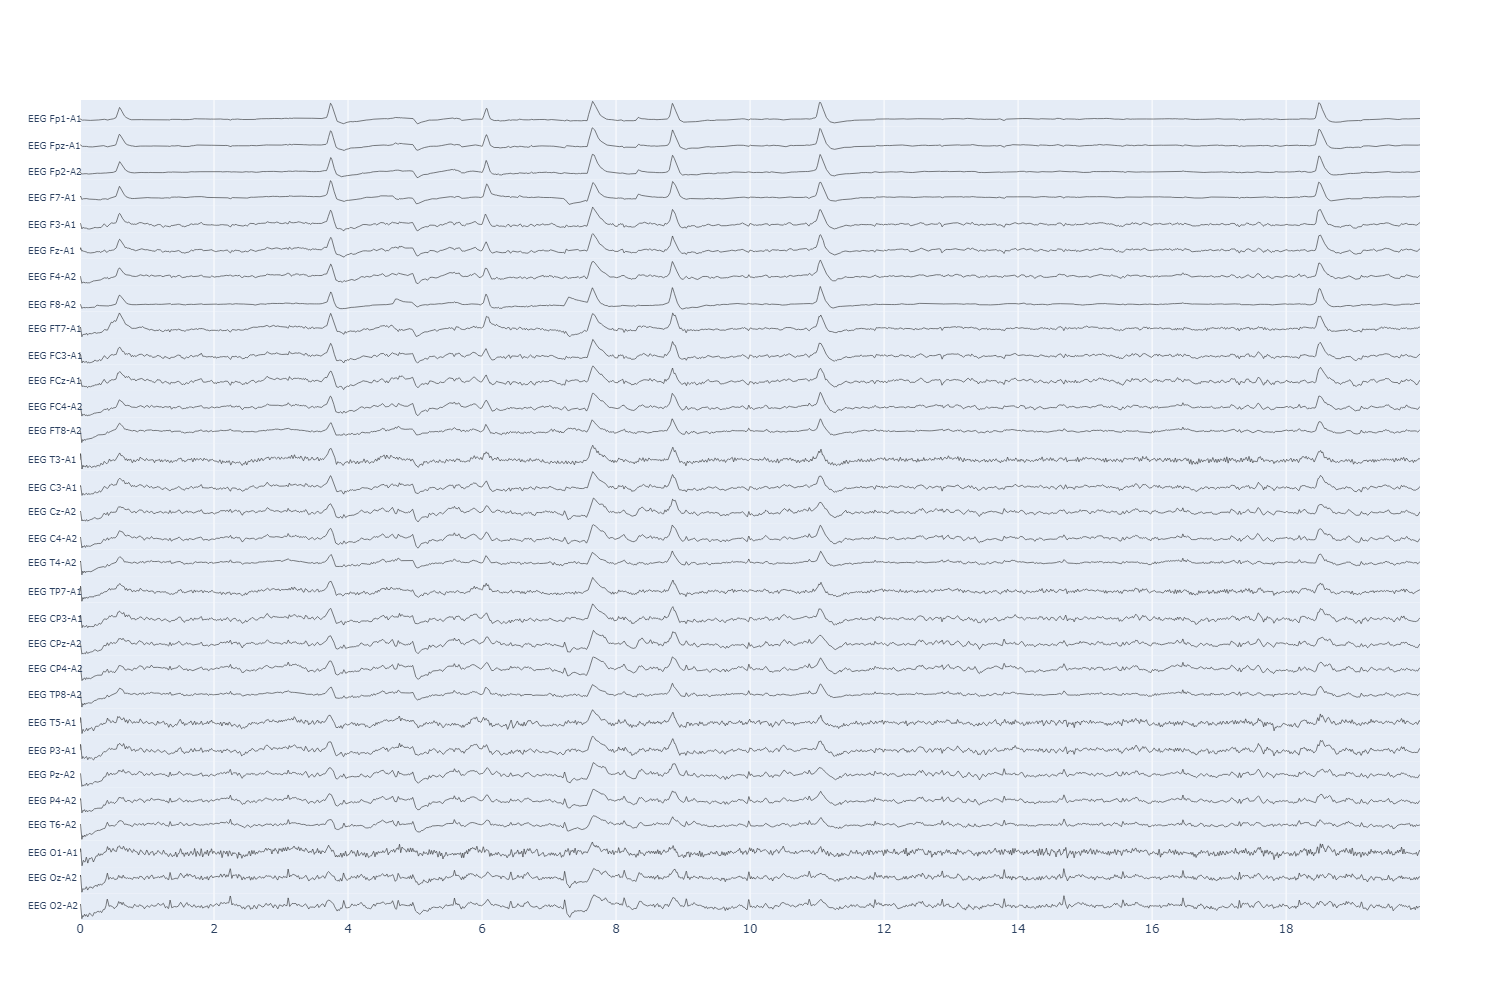 EEG Fp1-A1
EEG Fpz-A1
EEG Fp2-A2
EEG F7-A1
EEG F3-A1
EEG Fz-A1
EEG F4-A2
EEG F8-A2
EEG FT7-A1
EEG FC3-A1
EEG FCz-A1
EEG FC4-A2
EEG FT8-A2
EEG T3-A1
EEG C3-A1
EEG Cz-A2
EEG C4-A2
EEG T4-A2
EEG TP7-A1
EEG CP3-A1
EEG CPz-A2
EEG CP4-A2
EEG TP8-A2
EEG T5-A1
EEG P3-A1
EEG Pz-A2
EEG P4-A2
EEG T6-A2
EEG O1-A1
EEG Oz-A2
EEG O2-A2
0 2 4 6 8 10 12 14 16 18